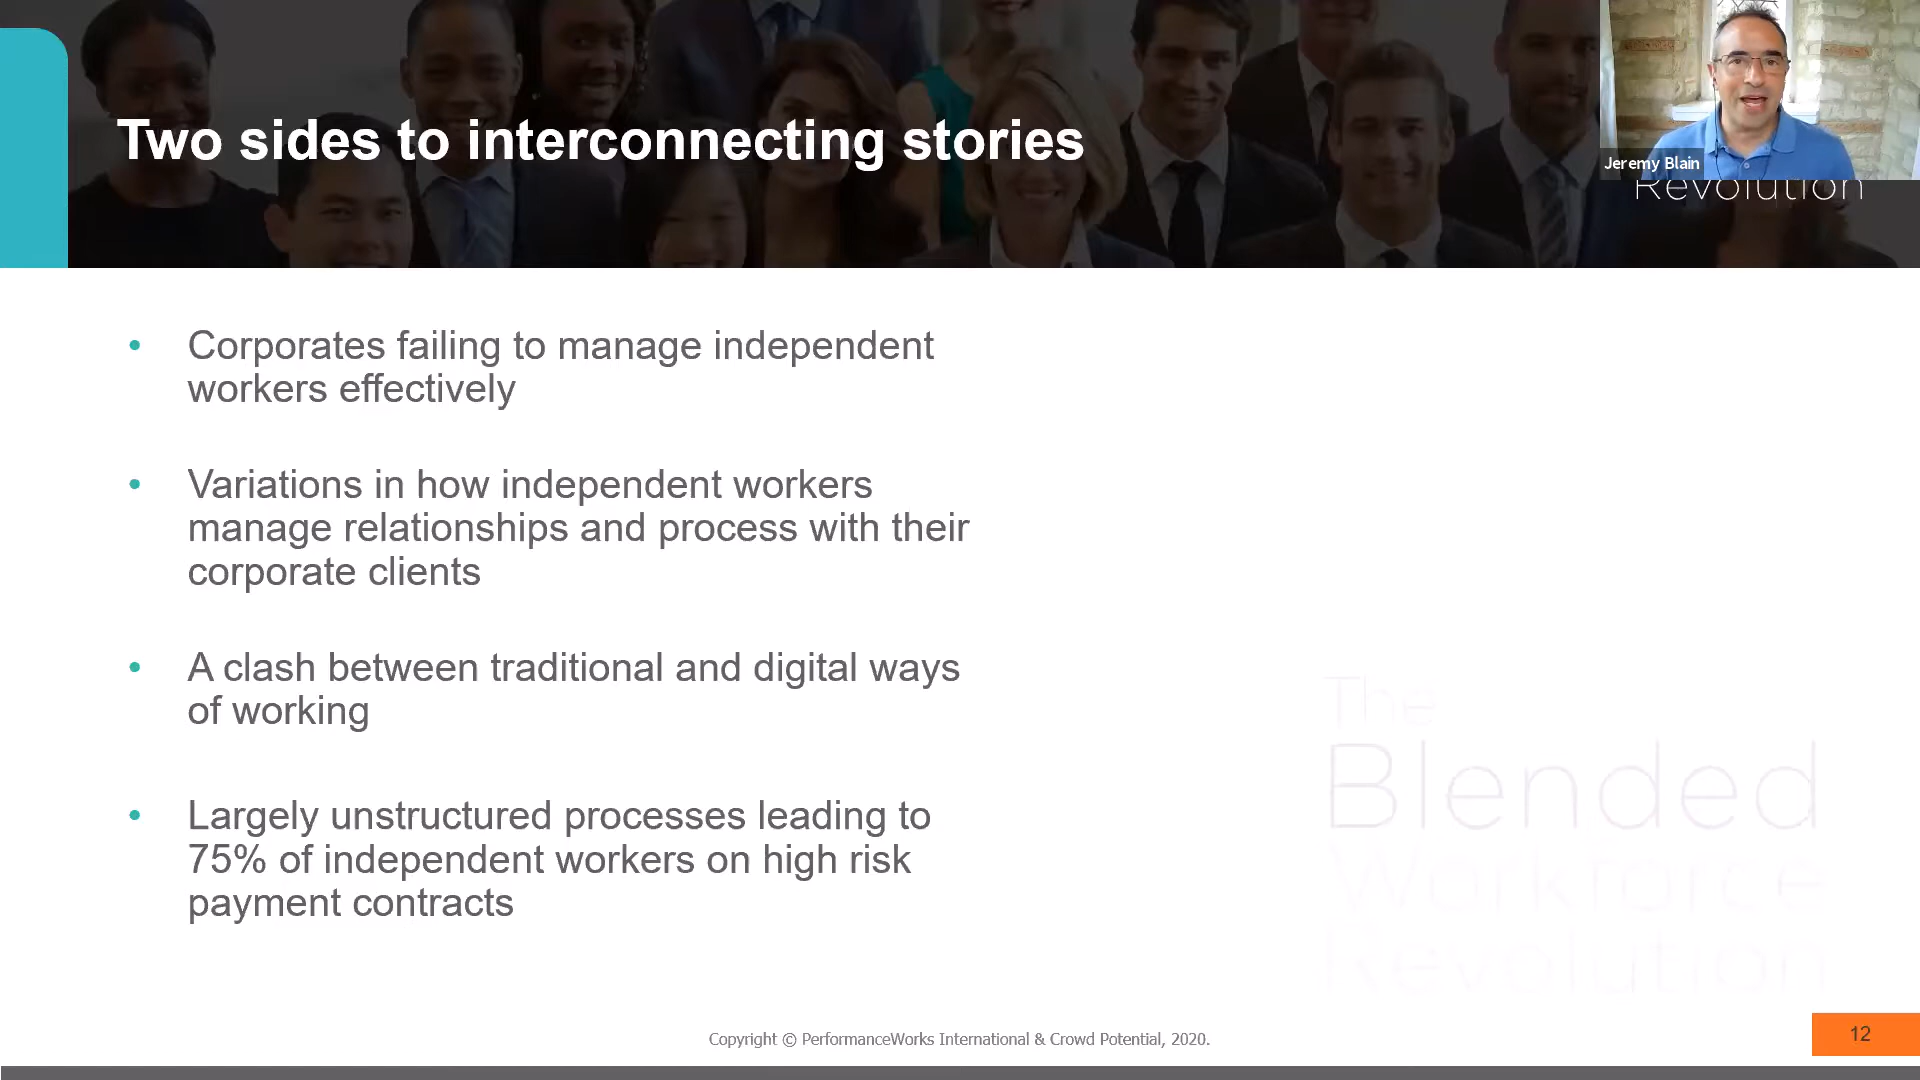 Two sides to interconnecting stories
Jeremy Blain
Revolution
• Corporates failing to manage independent
workers effectively
• Variations in how independent workers
manage relationships and process with their
corporate clients
• A clash between traditional and digital ways
of working
• Largely unstructured processes leading to
75% of independent workers on high risk
payment contracts
The
Blended
Workforce
Revolution
Copyright © PerformanceWorks International & Crowd Potential, 2020.
12